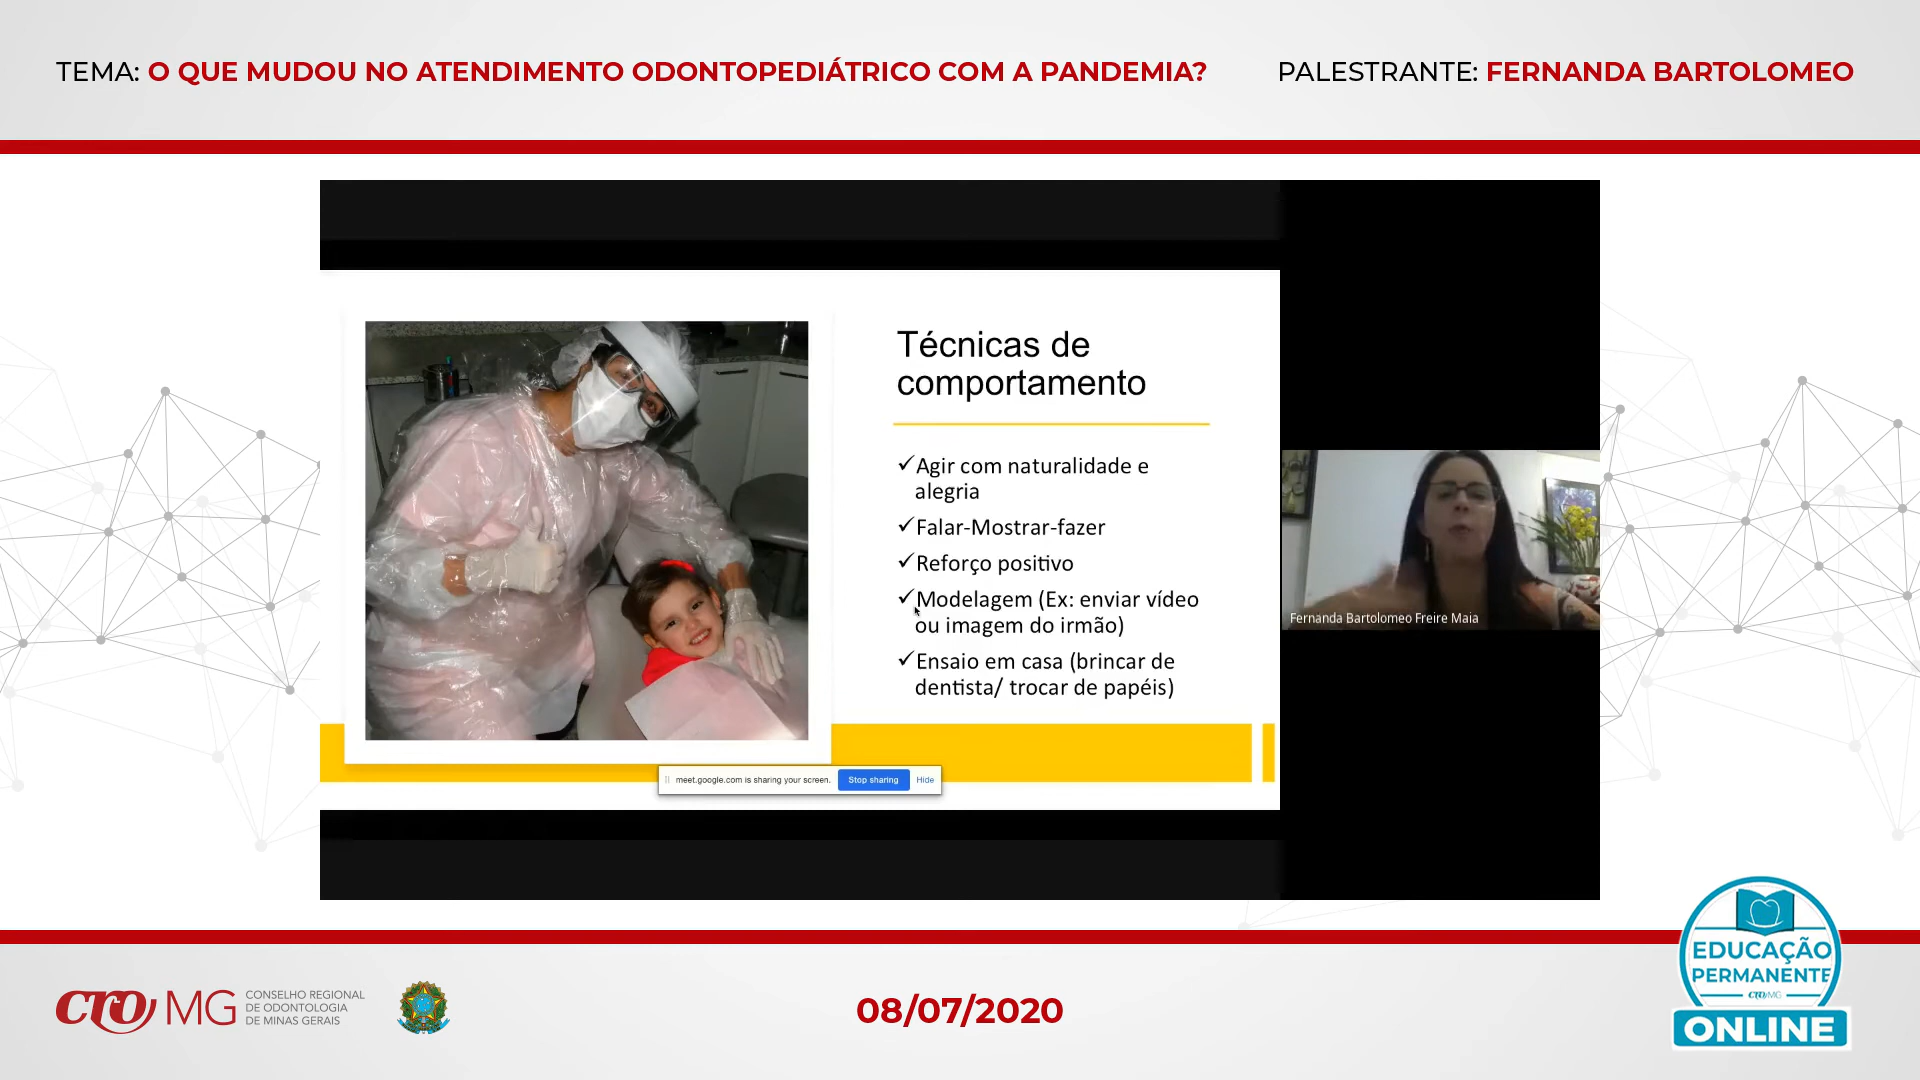 TEMA: O QUE MUDOU NO ATENDIMENTO ODONTOPEDIÁTRICO COM A PANDEMIA?
PALESTRANTE: FERNANDA BARTOLOMEO
Técnicas de
comportamento
✓Agir com naturalidade e
alegria
✓Falar-Mostrar-fazer
✓Reforço positivo
✓Modelagem (Ex: enviar vídeo
ou imagem do irmão)
✓Ensaio em casa (brincar de
dentista/ trocar de papéis)
meet.google.com is sharing your screen. Stop sharing Hide
Fernanda Bartolomeo Freire Maia
cro MG
CONSELHO REGIONAL
DE ODONTOLOGIA
DE MINAS GERAIS
08/07/2020
EDUCAÇÃO
PERMANENTE
cro MG
ONLINE